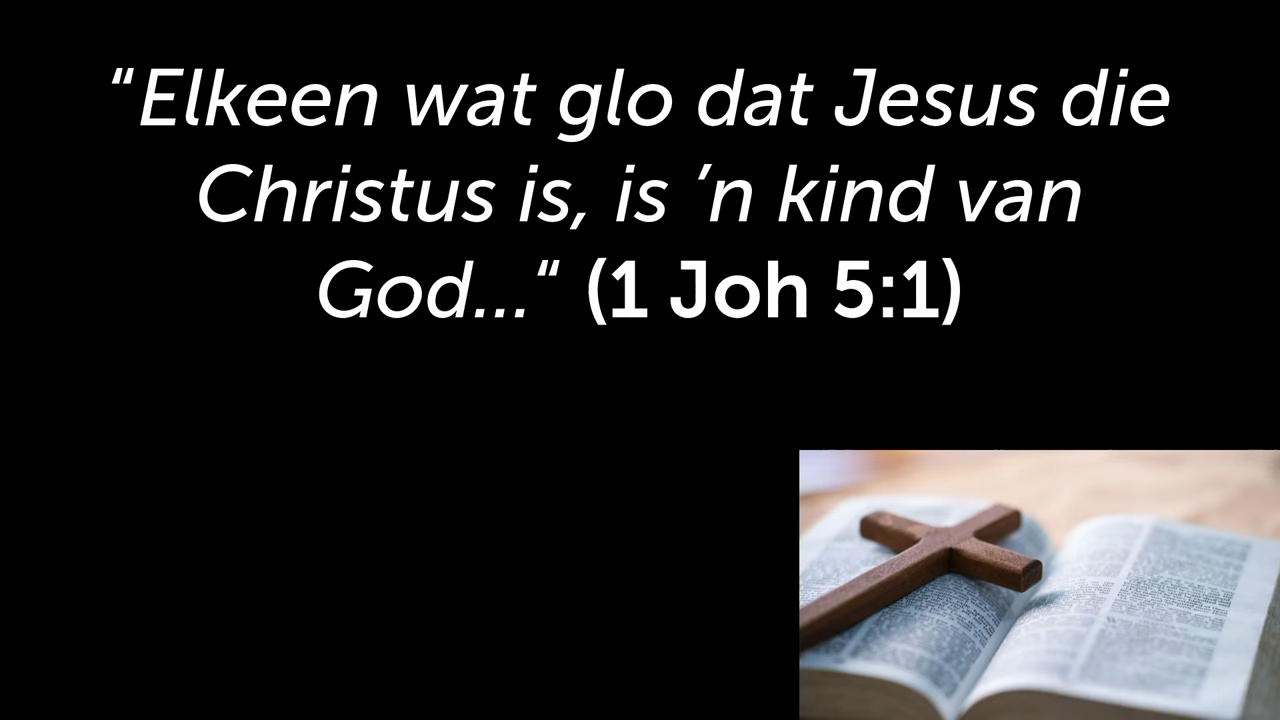 “Elkeen wat glo dat Jesus die
Christus is, is ’n kind van
God...“ (1 Joh 5:1)